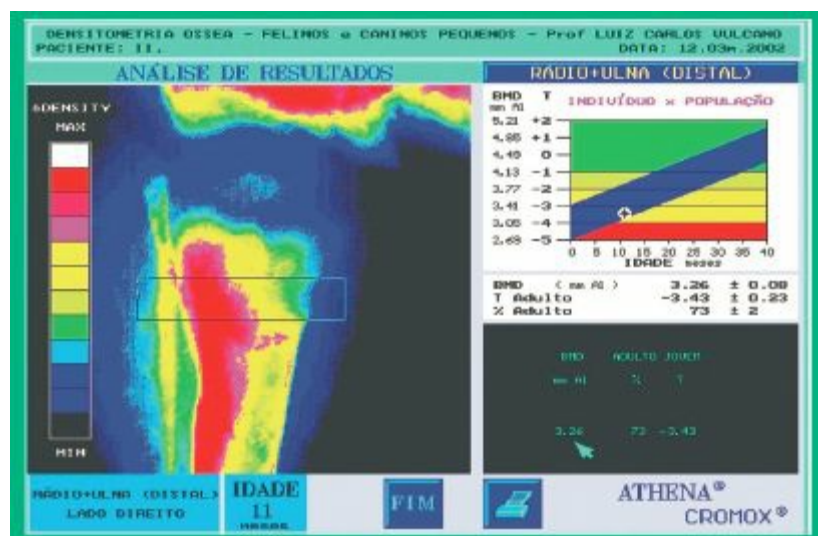 DENSITOMETRIA OSSEA - FELINOS e CANINOS PEQUENOS - Prof LUIZ CARLOS VULCANO
PACIENTE: II. DATA: 12.03m.2002
ANÁLISE DE RESULTADOS
RÁDIO+ULNA (DISTAL)
&DENSITY
MAX
MIN
BMD T
mm Al
INDIVÍDUO x POPULAÇÃO
5.21 +2
4.85 +1
4.49 0
4.13 -1
3.77 -2
3.41 -3
3.05 -4
2.69 -5
0 5 10 15 20 25 30 35 40
IDADE meses
BMD ( mm Al ) 3.26 ± 0.08
T Adulto -3.43 ± 0.23
% Adulto 73 ± 2
BMD ADULTO JOVEM
mm Al % T
3.26 73 -3.43
RÁDIO+ULNA (DISTAL)
LADO DIREITO
IDADE
11
meses
FIM
ATHENA®
CROMOX®